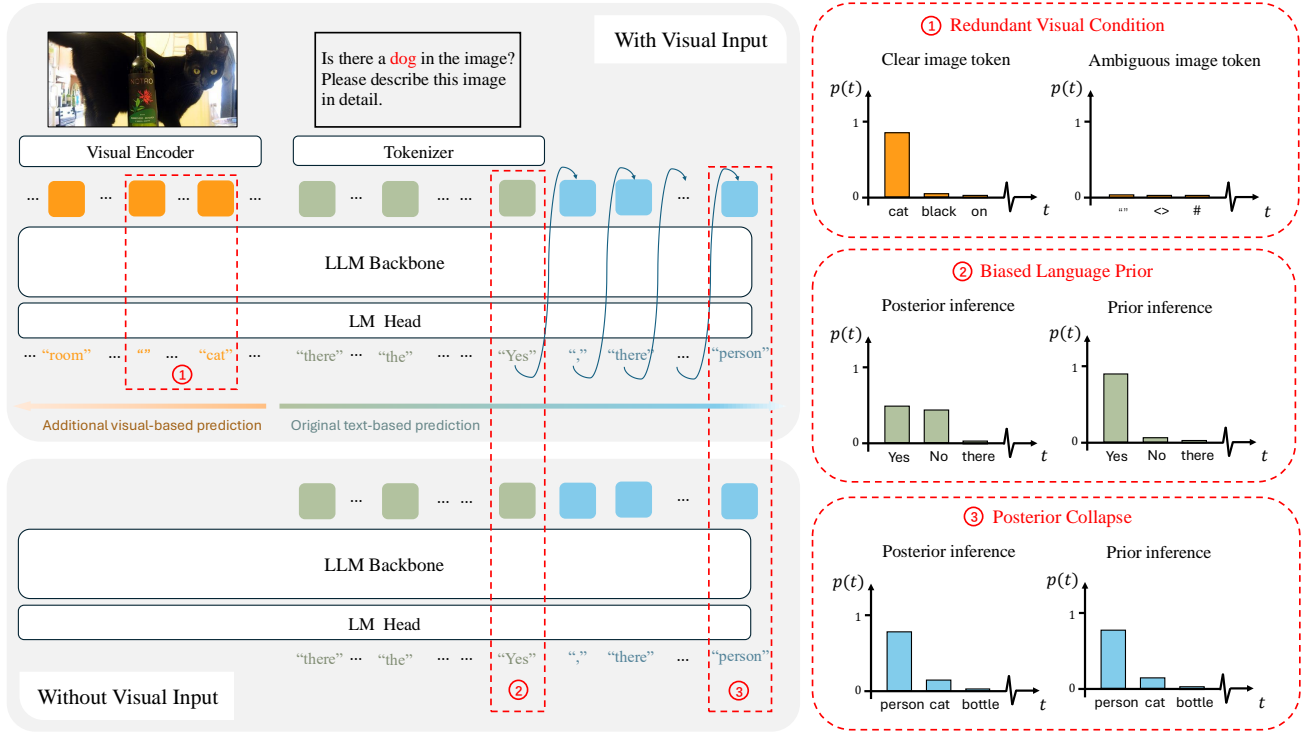 With Visual Input
Is there a dog in the image?
Please describe this image
in detail.
Visual Encoder
Tokenizer
... ... ... ... ... ... ... ...
LLM Backbone
LM Head
... “room” ... “” ... “cat” ... “there” ... “the” ... ... “Yes” “,” “there” ... “person”
①
Additional visual-based prediction
Original text-based prediction
... ... ... ...
LLM Backbone
LM Head
“there” ... “the” ... ... “Yes” “,” “there” ... “person”
② ③
Without Visual Input
① Redundant Visual Condition
Clear image token
p(t)
1
0
cat black on t
Ambiguous image token
p(t)
1
0
“” <> # t
② Biased Language Prior
Posterior inference
p(t)
1
0
Yes No there t
Prior inference
p(t)
1
0
Yes No there t
③ Posterior Collapse
Posterior inference
p(t)
1
0
person cat bottle t
Prior inference
p(t)
1
0
person cat bottle t